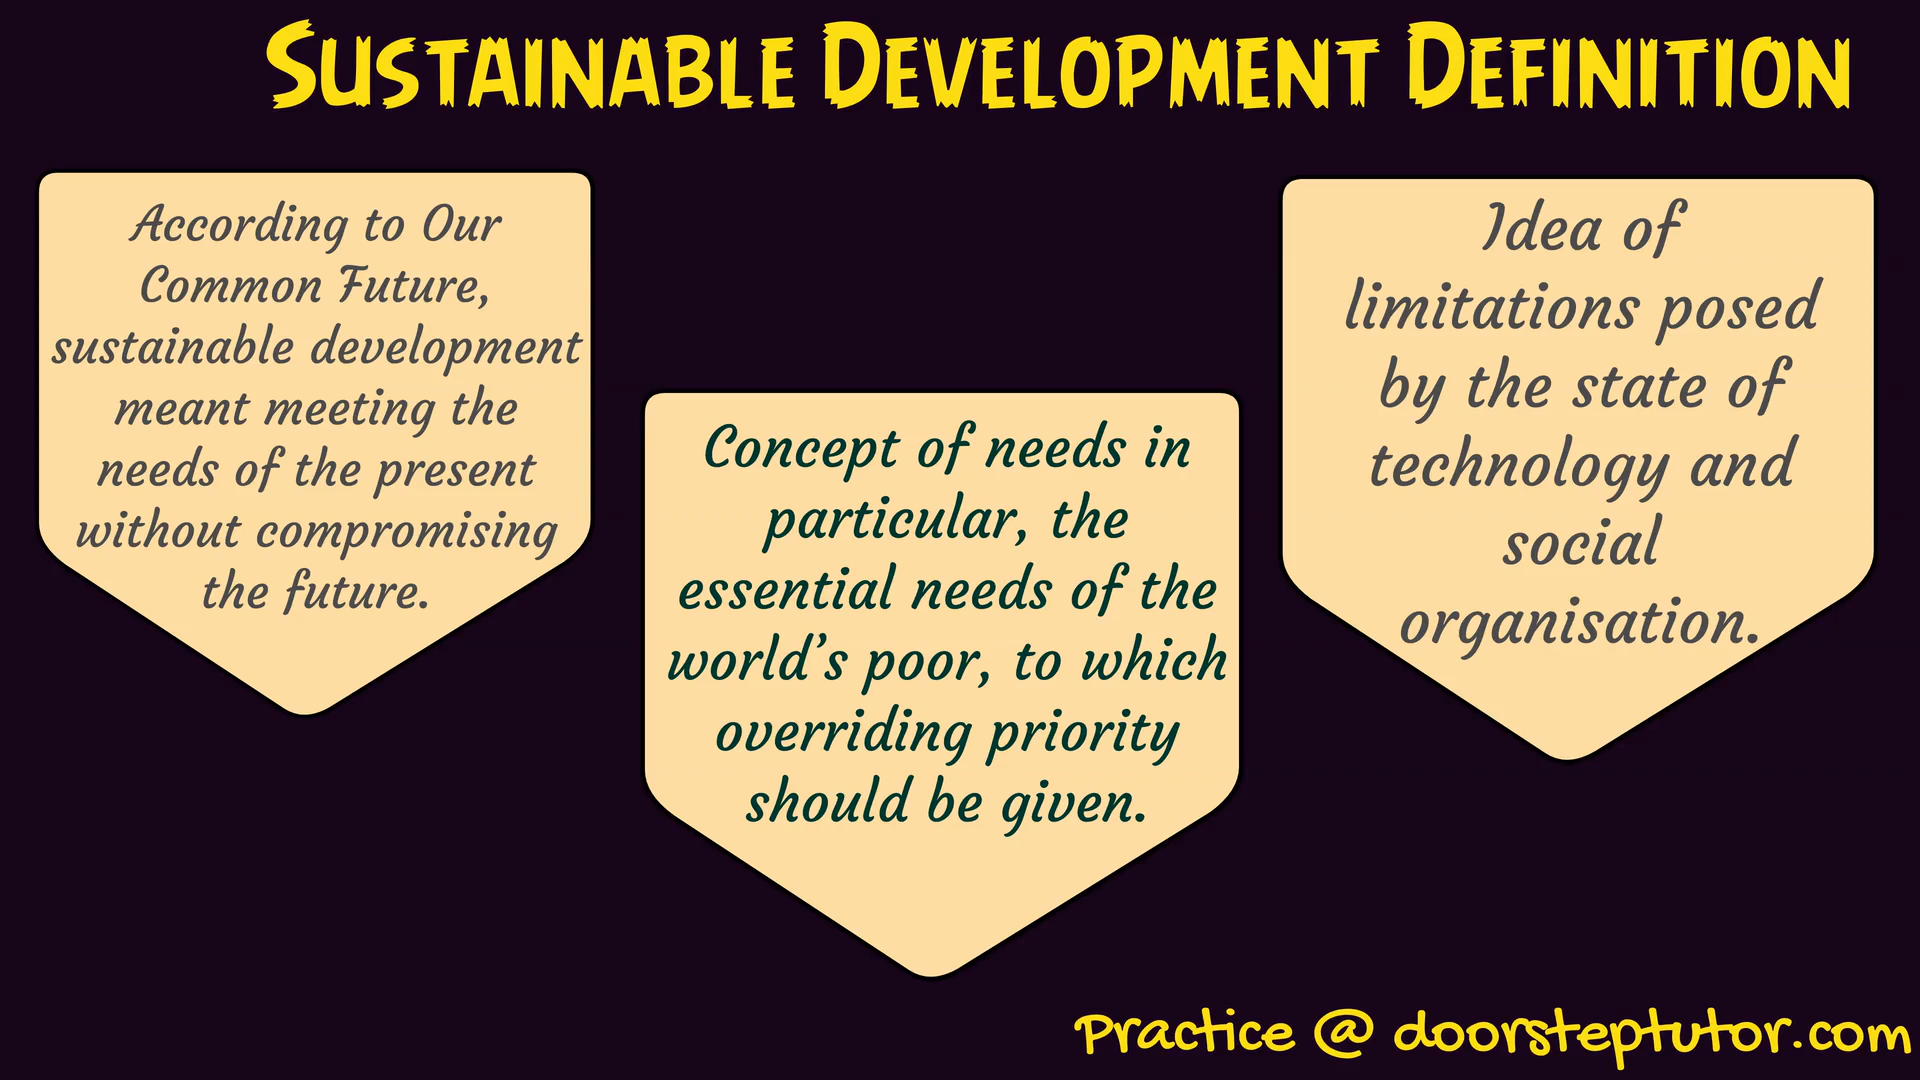 Sustainable Development Definition
According to Our
Common Future,
sustainable development
meant meeting the
needs of the present
without compromising
the future.
Concept of needs in
particular, the
essential needs of the
world’s poor, to which
overriding priority
should be given.
Idea of
limitations posed
by the state of
technology and
social
organisation.
Practice @ doorsteptutor.com